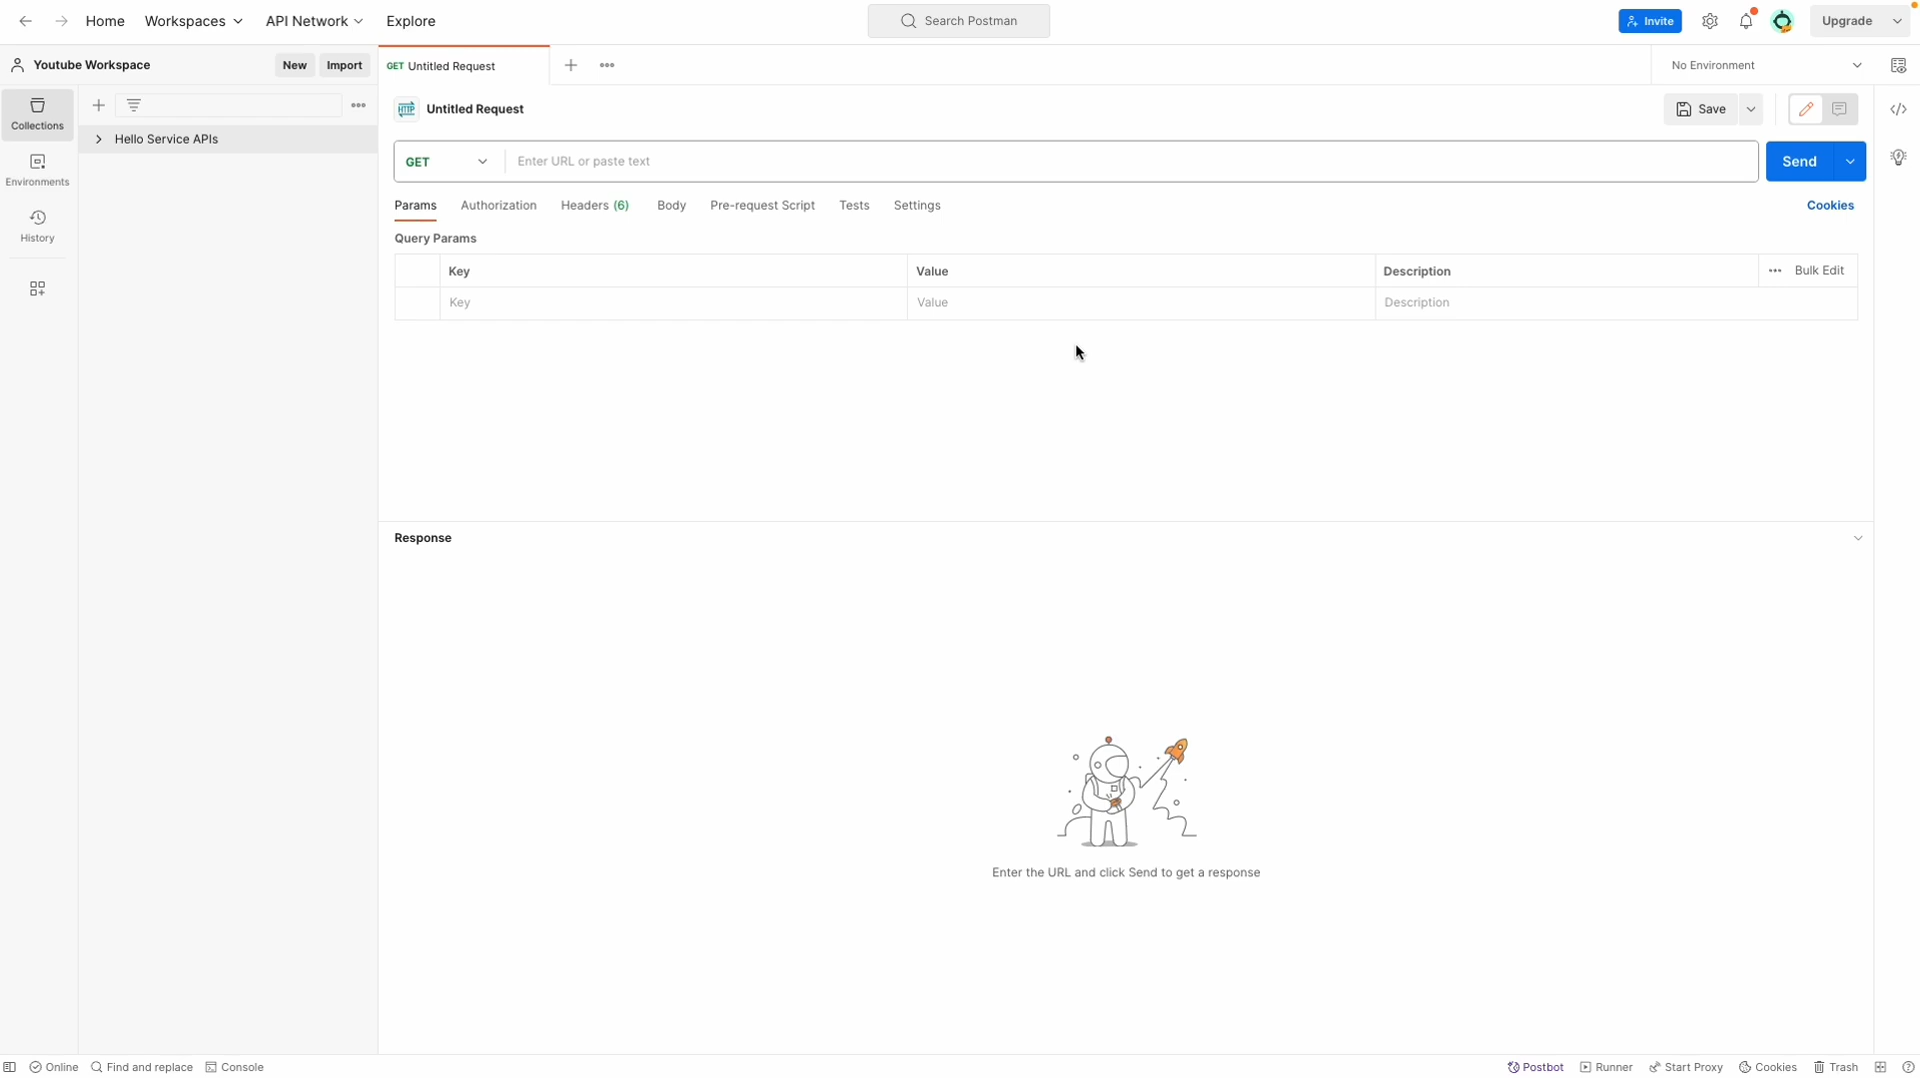 Home Workspaces API Network Explore Search Postman Invite Upgrade
Youtube Workspace New Import GET Untitled Request No Environment
Collections
Environments
History
Hello Service APIs
HTTP Untitled Request Save
GET Enter URL or paste text Send
Params Authorization Headers (6) Body Pre-request Script Tests Settings Cookies
Query Params
Key Value Description Bulk Edit
Key Value Description
Response
Enter the URL and click Send to get a response
Online Find and replace Console Postbot Runner Start Proxy Cookies Trash